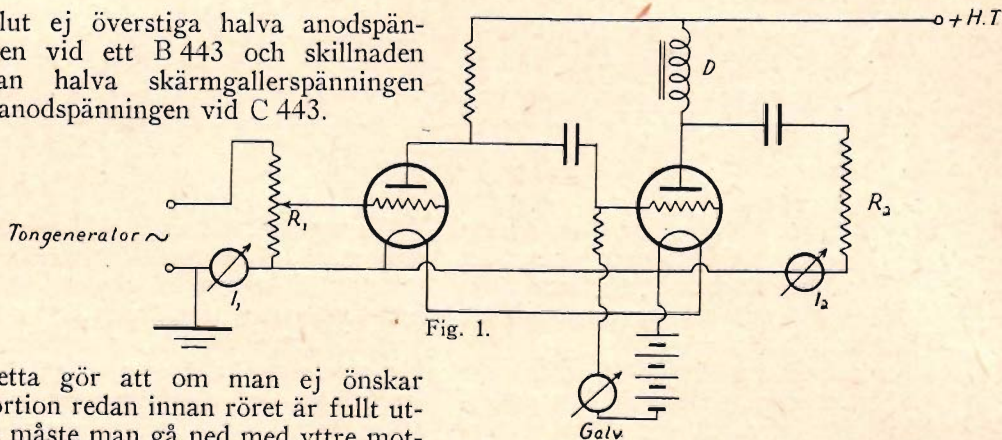 lut ej överstiga halva anodspän-
en vid ett B 443 och skillnaden
an halva skärmgallerspänningen
anodspänningen vid C 443.
+ H.T.
D
R₁
R₂
Tongenerator ~
I₁
I₂
Fig. 1.
Galv.
etta gör att om man ej önskar
ortion redan innan röret är fullt ut-
måste man gå ned med yttre mot-